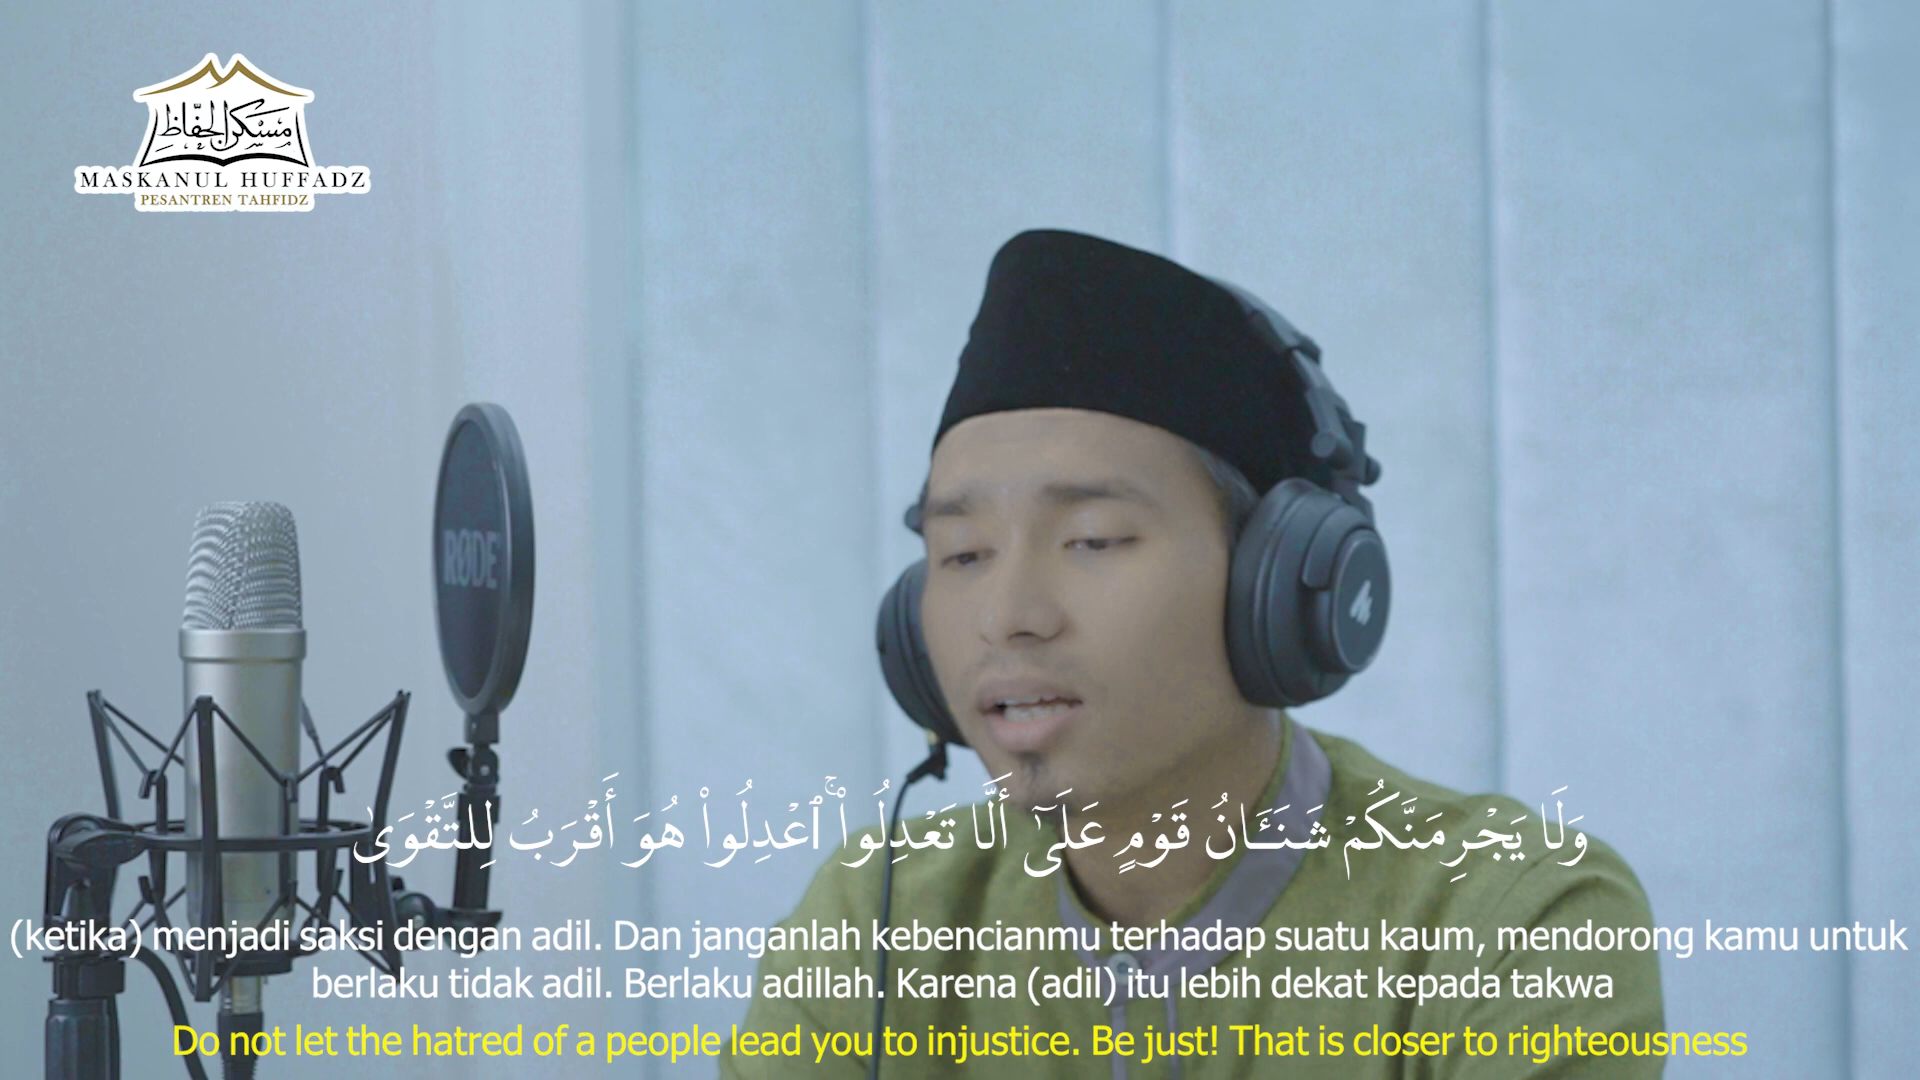 مسكن الحفاظ
MASKANUL HUFFADZ
PESANTREN TAHFIDZ
RØDE
وَلَا يَجْرِمَنَّكُمْ شَنَـَٔانُ قَوْمٍ عَلَىٰٓ أَلَّا تَعْدِلُوا۟ ۚ ٱعْدِلُوا۟ هُوَ أَقْرَبُ لِلتَّقْوَىٰ
(ketika) menjadi saksi dengan adil. Dan janganlah kebencianmu terhadap suatu kaum, mendorong kamu untuk
berlaku tidak adil. Berlaku adillah. Karena (adil) itu lebih dekat kepada takwa
Do not let the hatred of a people lead you to injustice. Be just! That is closer to righteousness